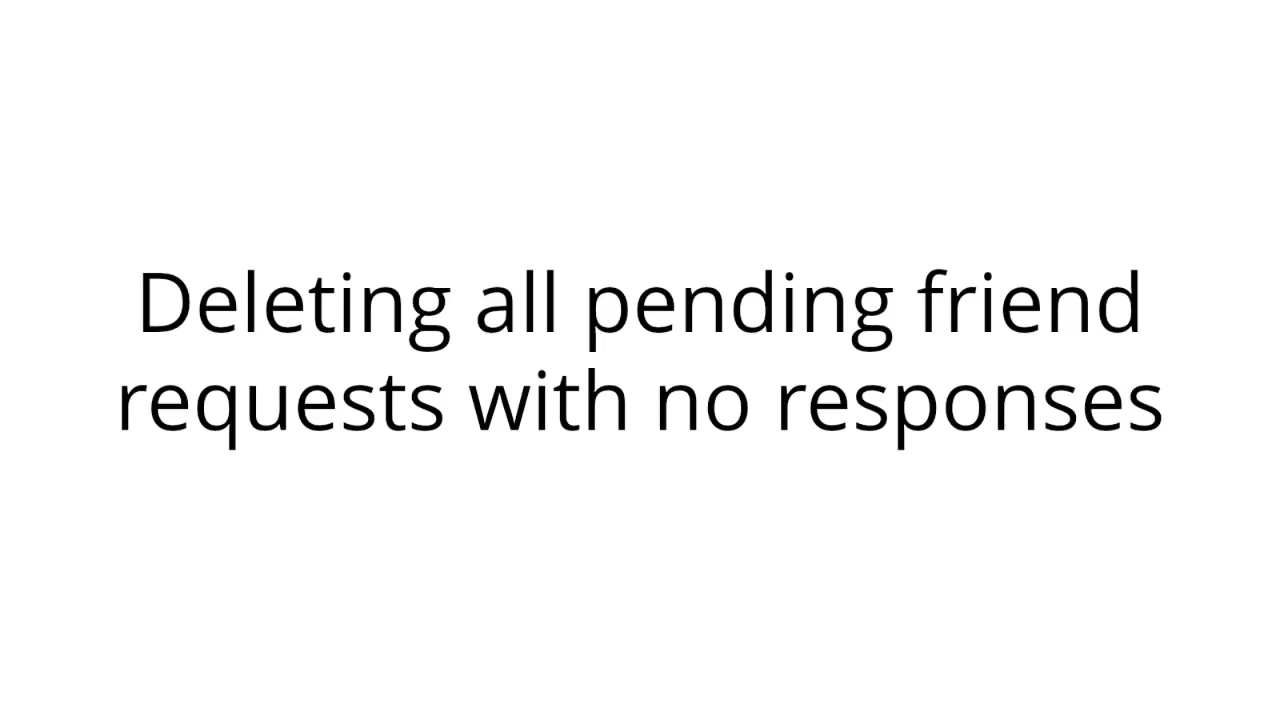 Deleting all pending friend
requests with no responses